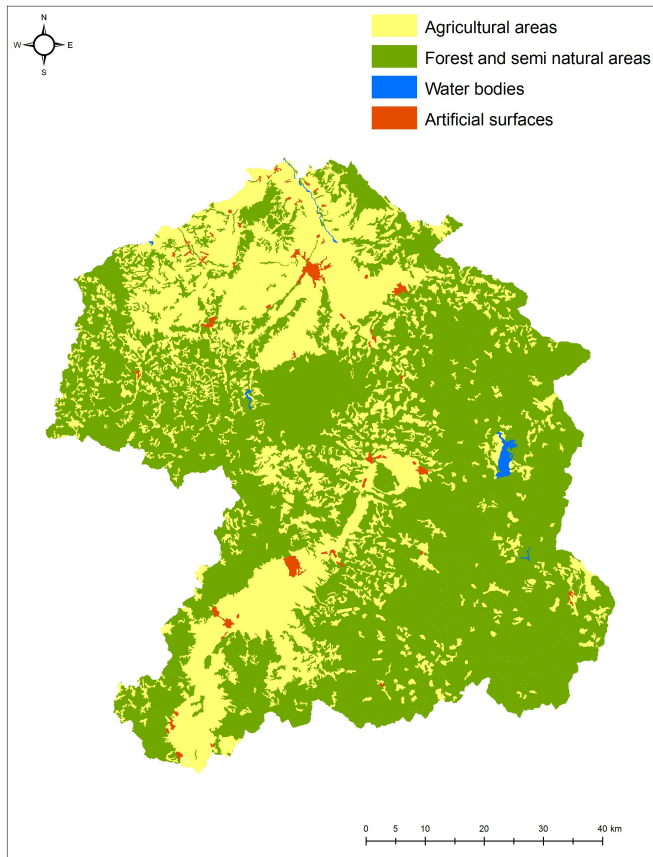 N
W E
S
Agricultural areas
Forest and semi natural areas
Water bodies
Artificial surfaces
0 5 10 20 30 40 km